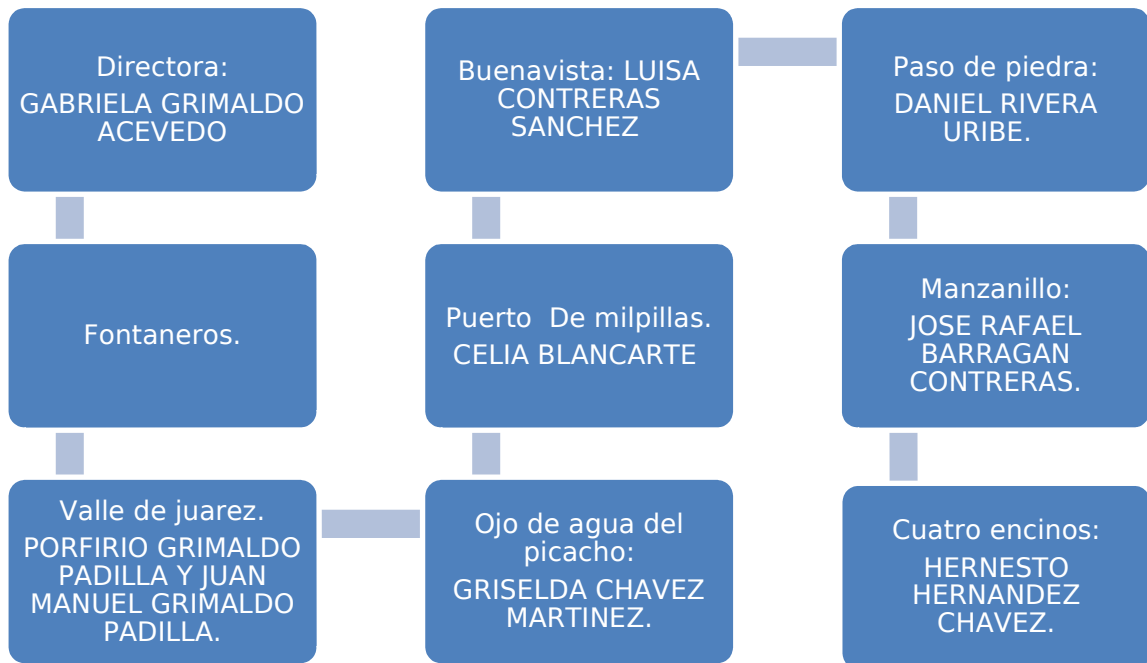 Directora:
GABRIELA GRIMALDO
ACEVEDO
Fontaneros.
Valle de juarez.
PORFIRIO GRIMALDO
PADILLA Y JUAN
MANUEL GRIMALDO
PADILLA.
Ojo de agua del
picacho:
GRISELDA CHAVEZ
MARTINEZ.
Puerto  De milpillas.
CELIA BLANCARTE
Buenavista: LUISA
CONTRERAS
SANCHEZ
Paso de piedra:
DANIEL RIVERA
URIBE.
Manzanillo:
JOSE RAFAEL
BARRAGAN
CONTRERAS.
Cuatro encinos:
HERNESTO
HERNANDEZ
CHAVEZ.